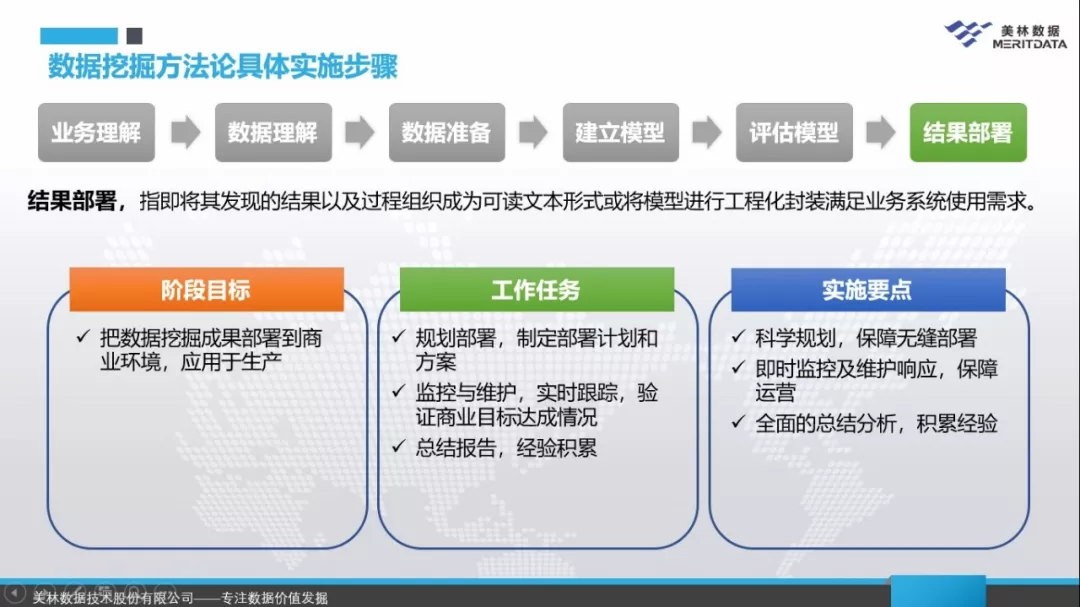 美林数据
MERITDATA
数据挖掘方法论具体实施步骤
业务理解
数据理解
数据准备
建立模型
评估模型
结果部署
结果部署，指即将其发现的结果以及过程组织成为可读文本形式或将模型进行工程化封装满足业务系统使用需求。
阶段目标
✓ 把数据挖掘成果部署到商
业环境，应用于生产
工作任务
✓ 规划部署，制定部署计划和
方案
✓ 监控与维护，实时跟踪，验
证商业目标达成情况
✓ 总结报告，经验积累
实施要点
✓ 科学规划，保障无缝部署
✓ 即时监控及维护响应，保障
运营
✓ 全面的总结分析，积累经验
美林数据技术股份有限公司——专注数据价值发掘